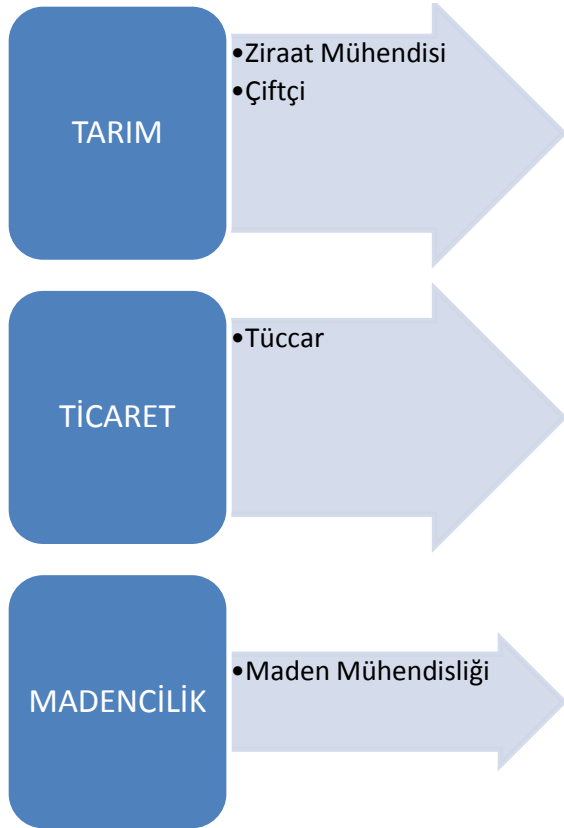 TARIM
•Ziraat Mühendisi
•Çiftçi
TİCARET
•Tüccar
MADENCİLİK
•Maden Mühendisliği